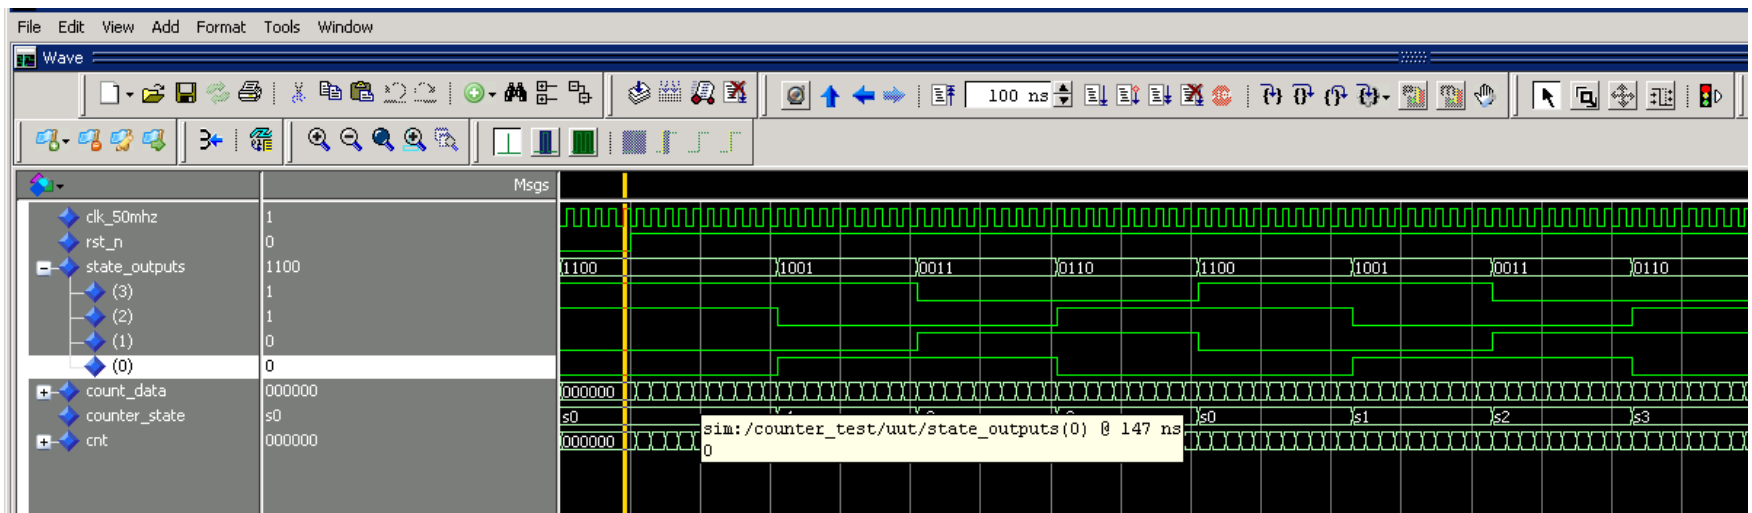 File Edit View Add Format Tools Window
Wave
100 ns
Msgs
clk_50mhz 1
rst_n 0
state_outputs 1100 1100 1001 0011 0110 1100 1001 0011 0110
(3) 1
(2) 1
(1) 0
(0) 0
count_data 000000 000000
counter_state s0 s0 s0 s1 s2 s3
cnt 000000 000000
sim:/counter_test/uut/state_outputs(0) @ 147 ns
0